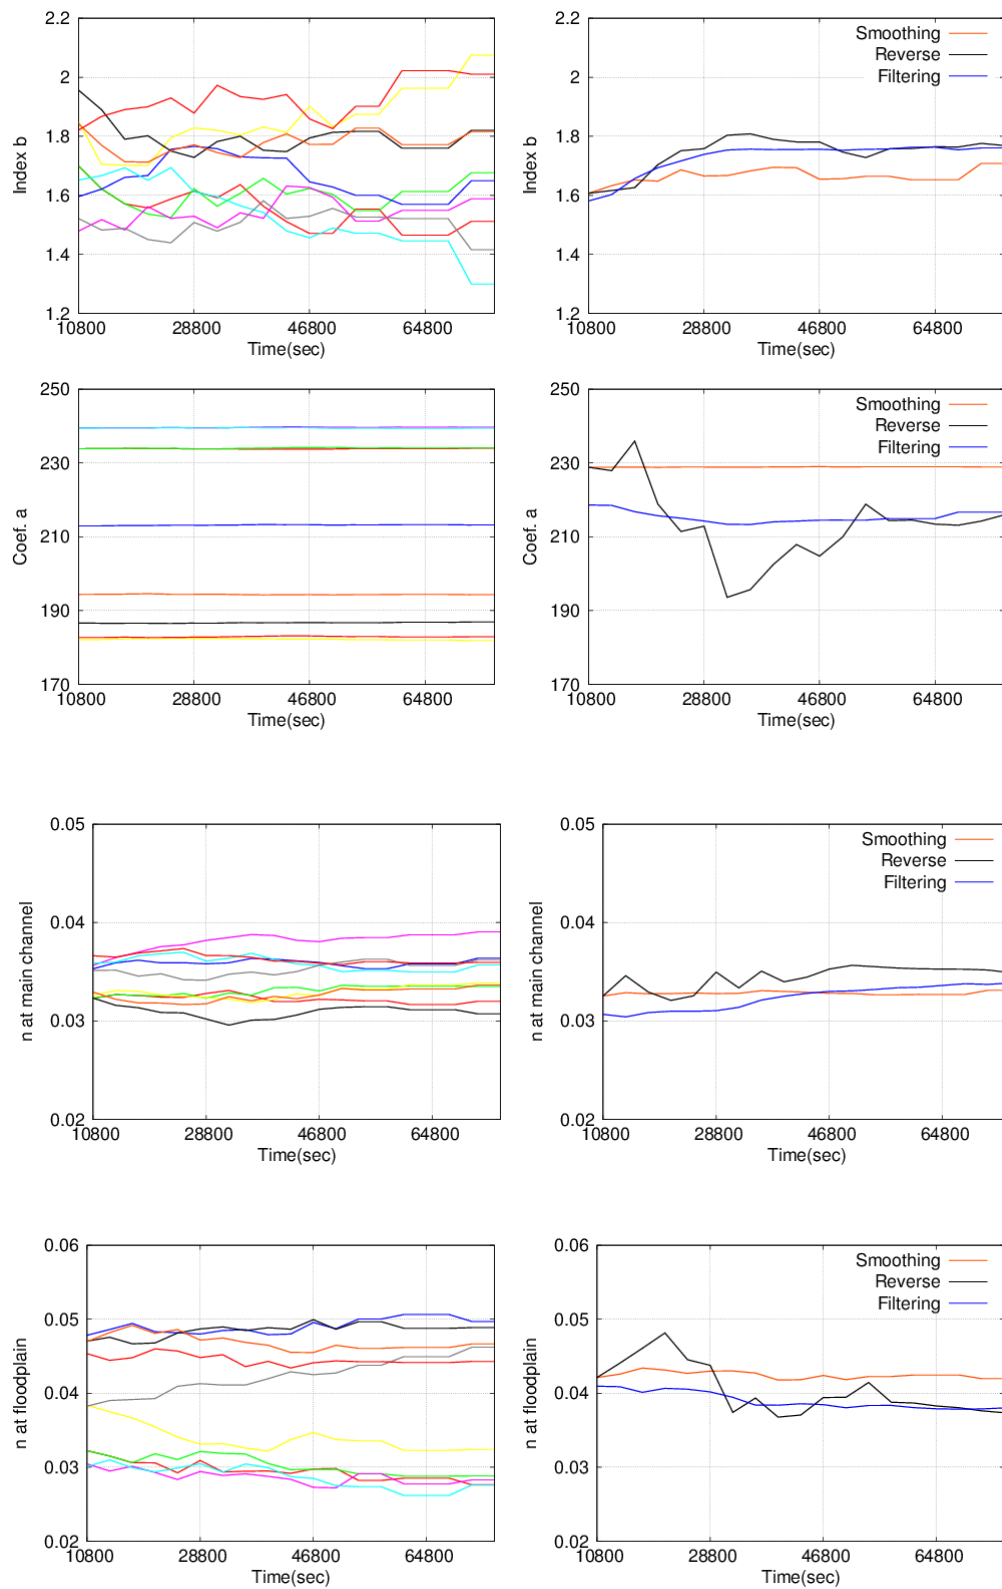 2.2
2
1.8
1.6
1.4
1.2
Index b
10800 28800 46800 64800
Time(sec)
2.2
2
1.8
1.6
1.4
1.2
Index b
Smoothing
Reverse
Filtering
10800 28800 46800 64800
Time(sec)
250
230
210
190
170
Coef. a
10800 28800 46800 64800
Time(sec)
250
230
210
190
170
Coef. a
Smoothing
Reverse
Filtering
10800 28800 46800 64800
Time(sec)
0.05
0.04
0.03
0.02
n at main channel
10800 28800 46800 64800
Time(sec)
0.05
0.04
0.03
0.02
n at main channel
Smoothing
Reverse
Filtering
10800 28800 46800 64800
Time(sec)
0.06
0.05
0.04
0.03
0.02
n at floodplain
10800 28800 46800 64800
Time(sec)
0.06
0.05
0.04
0.03
0.02
n at floodplain
Smoothing
Reverse
Filtering
10800 28800 46800 64800
Time(sec)